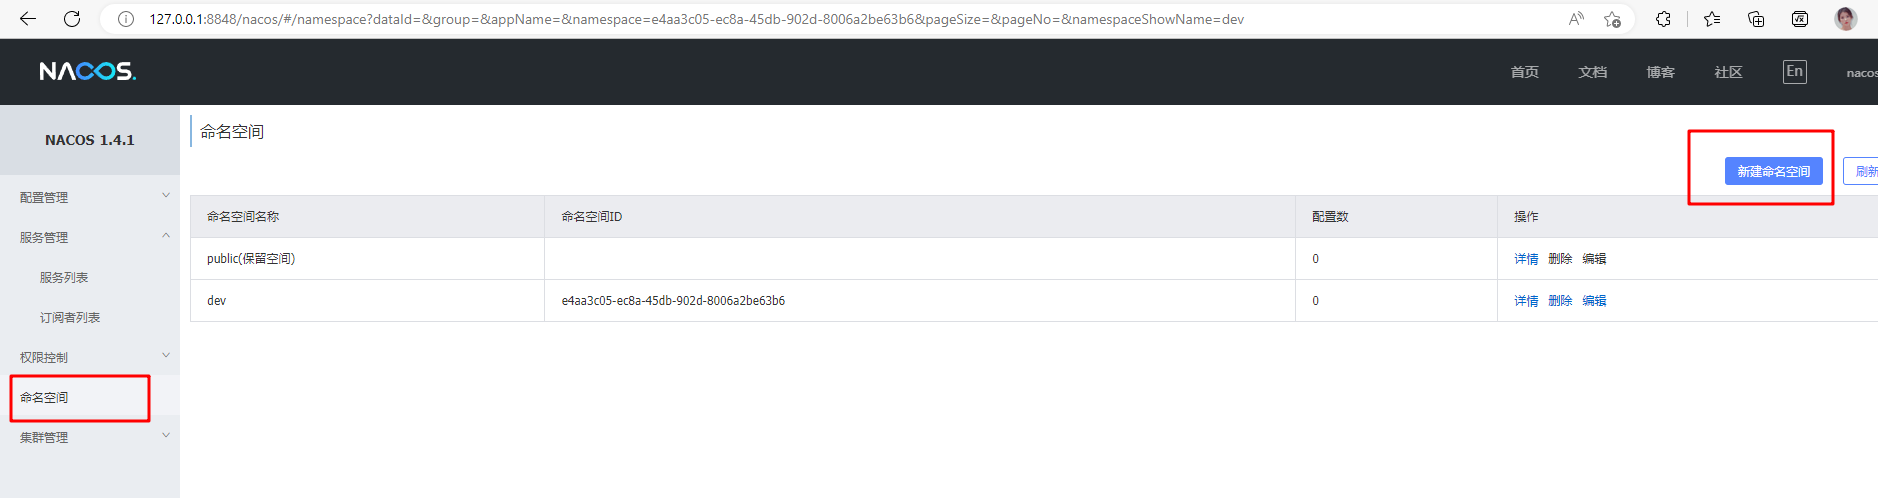 127.0.0.1:8848/nacos/#/namespace?dataId=&group=&appName=&namespace=e4aa3c05-ec8a-45db-902d-8006a2be63b6&pageSize=&pageNo=&namespaceShowName=dev
NACOS.
首页 文档 博客 社区 En nacos
NACOS 1.4.1
命名空间
新建命名空间 刷新
配置管理
服务管理
服务列表
订阅者列表
权限控制
命名空间
集群管理
命名空间名称 命名空间ID 配置数 操作
public(保留空间) 0 详情 删除 编辑
dev e4aa3c05-ec8a-45db-902d-8006a2be63b6 0 详情 删除 编辑